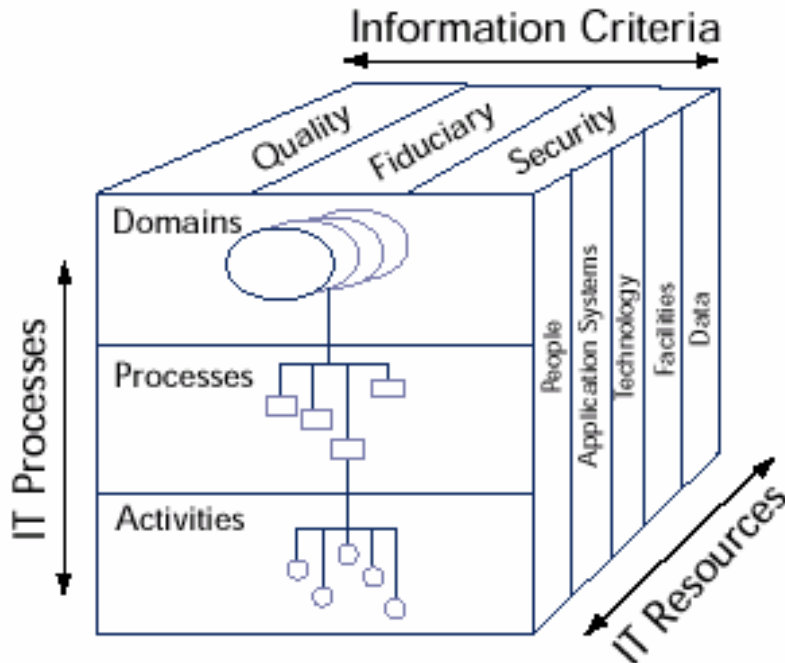 Information Criteria
Quality
Fiduciary
Security
Domains
Processes
Activities
IT Processes
People
Application Systems
Technology
Facilities
Data
IT Resources